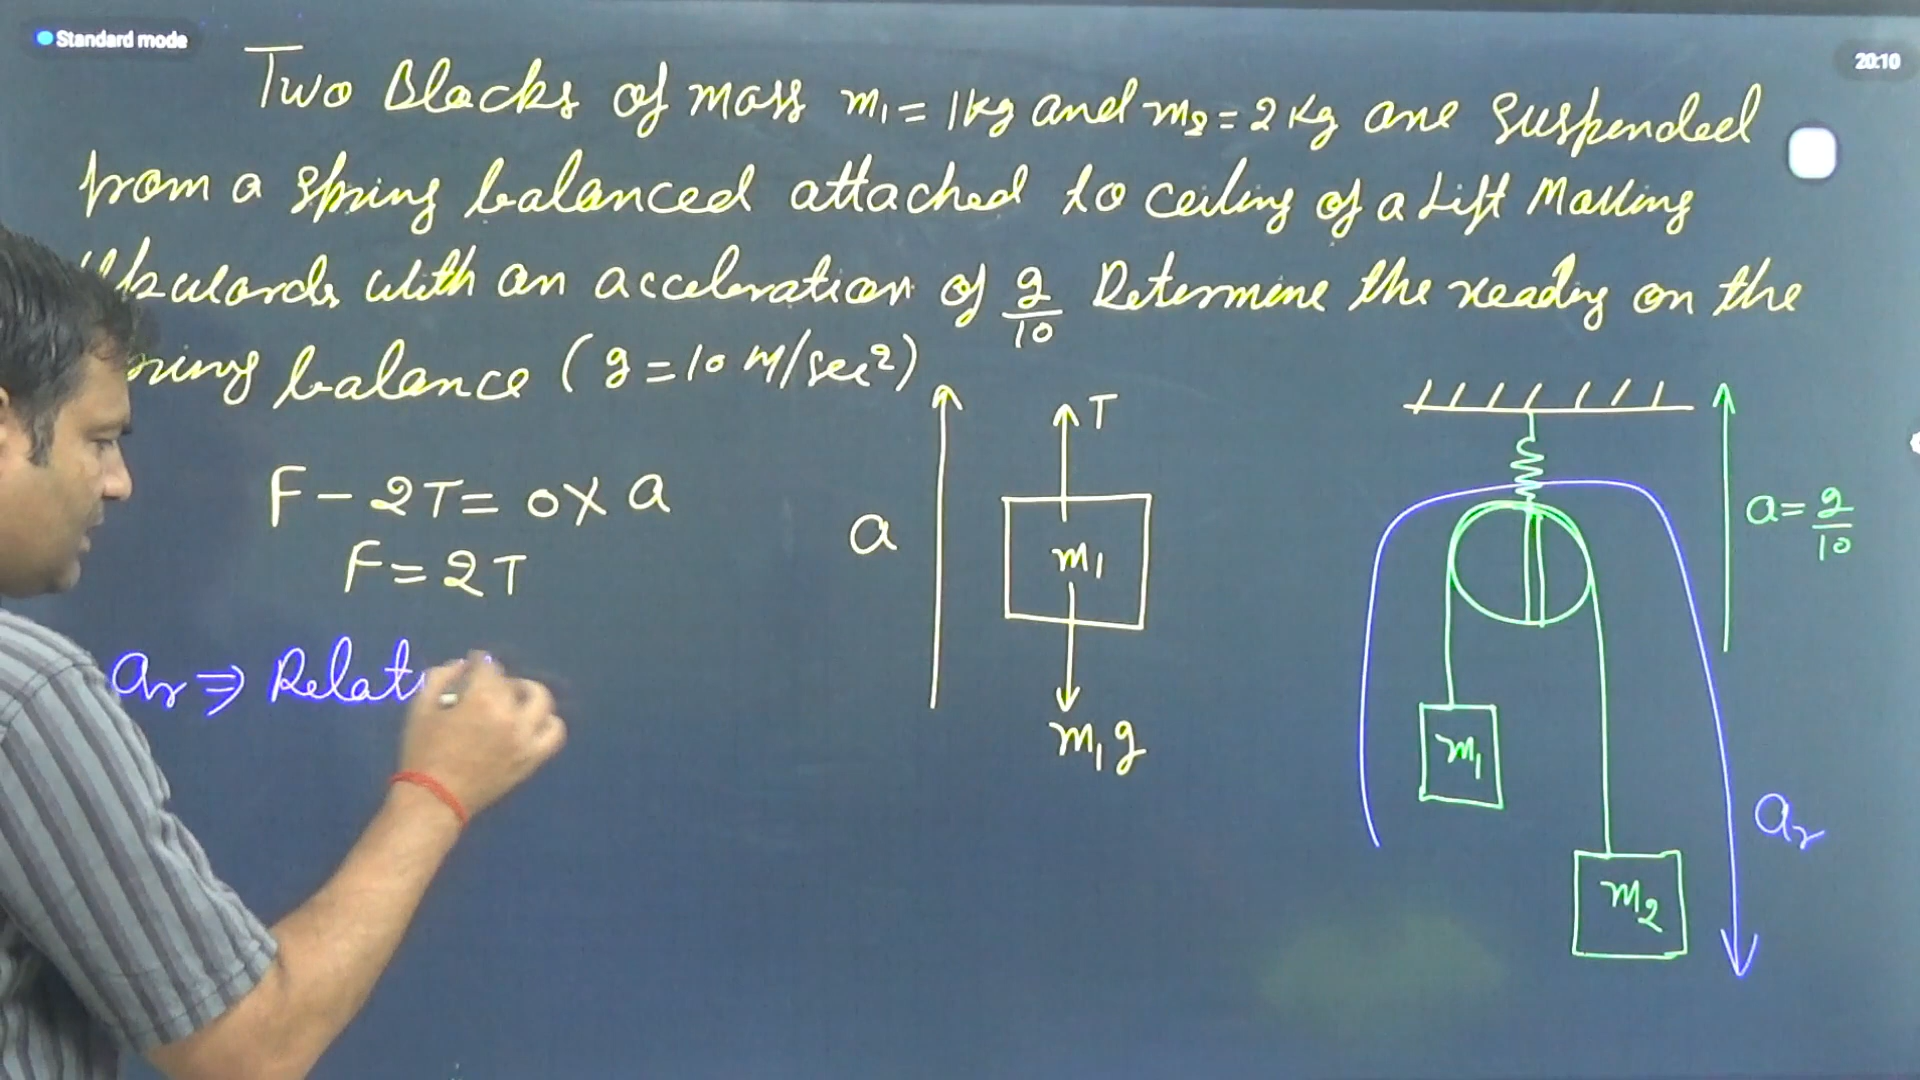 Standard mode
20:10
Two Blocks of mass m₁ = 1kg and m₂ = 2kg are suspended
from a spring balanced attached to ceiling of a Lift Moving
upwards with an acceleration of g/10 Determine the reading on the
balance (g = 10 M/sec²)
F - 2T = 0 X a
F = 2T
aᵣ ⇒ Relat
a
T
m₁
m₁g
a = g/10
m₁
m₂
aᵣ